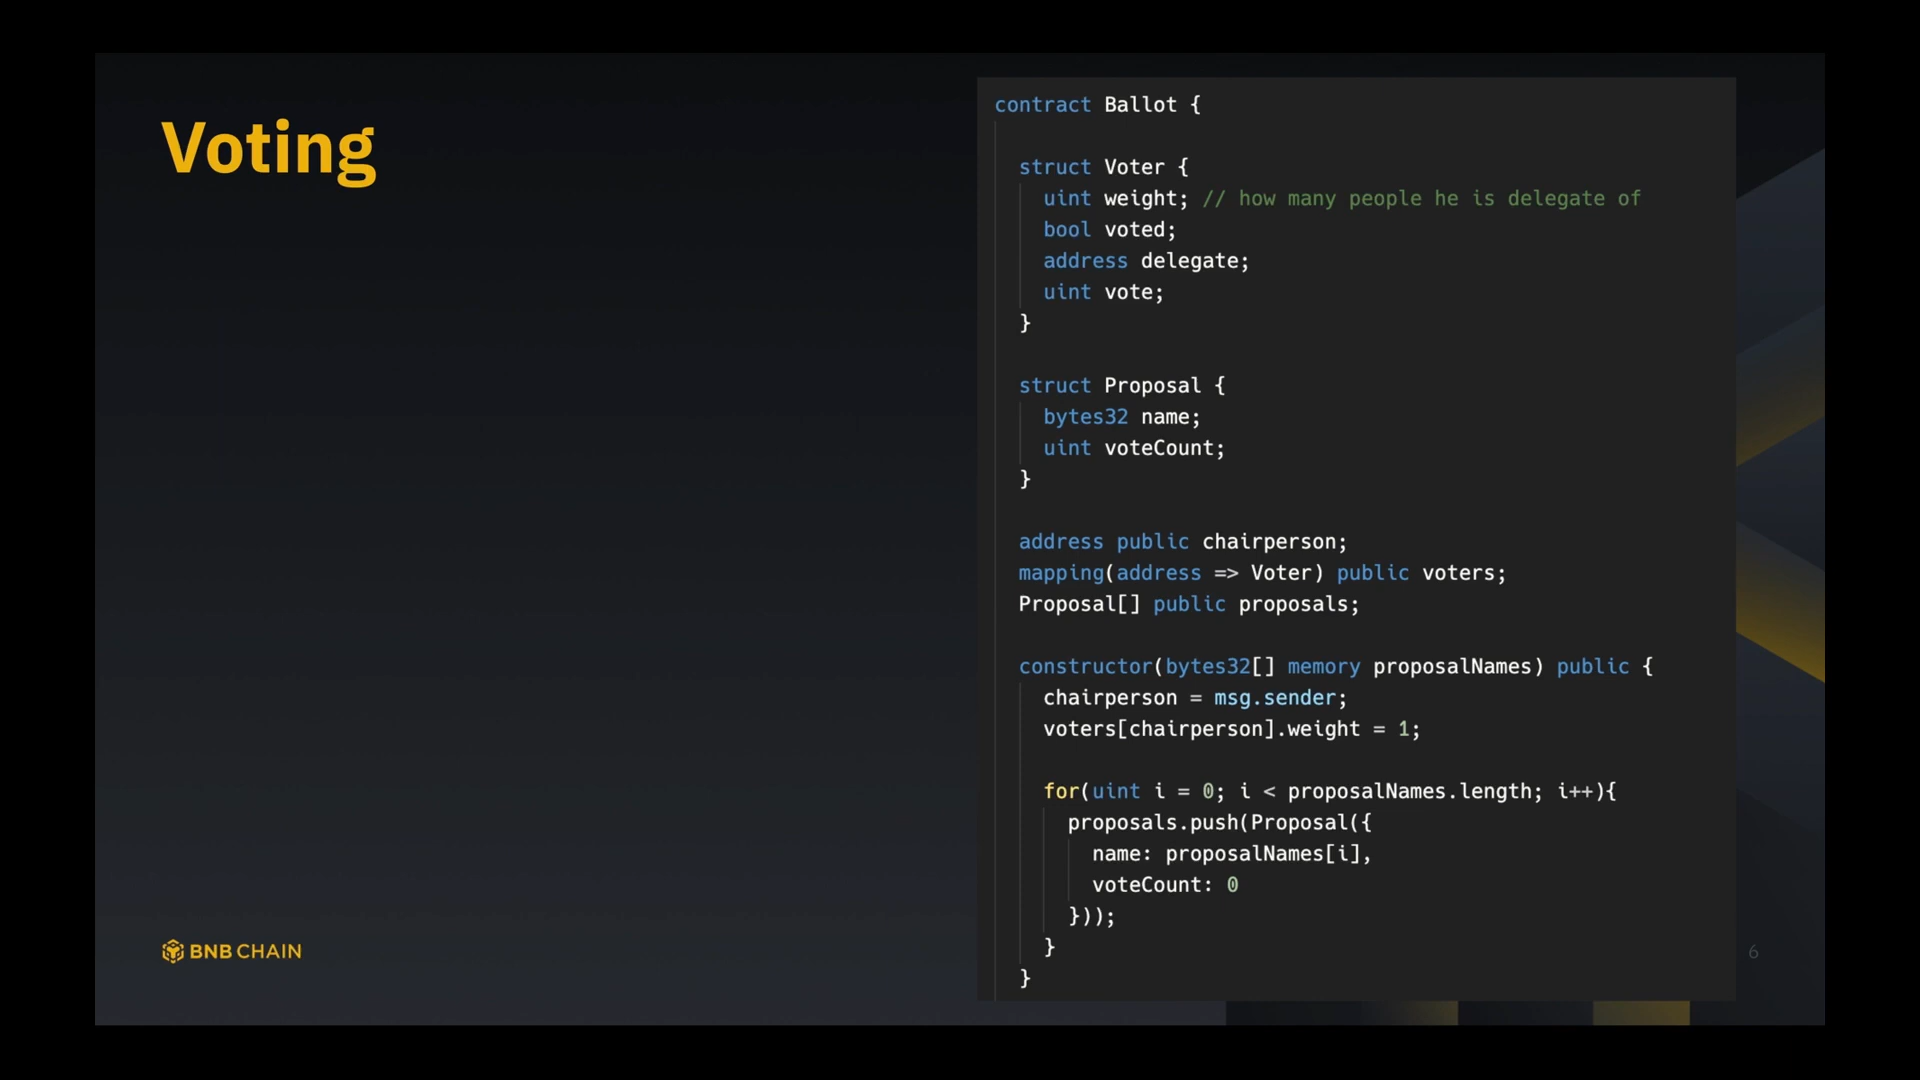 Voting
contract Ballot {
struct Voter {
uint weight; // how many people he is delegate of
bool voted;
address delegate;
uint vote;
}
struct Proposal {
bytes32 name;
uint voteCount;
}
address public chairperson;
mapping(address => Voter) public voters;
Proposal[] public proposals;
constructor(bytes32[] memory proposalNames) public {
chairperson = msg.sender;
voters[chairperson].weight = 1;
for(uint i = 0; i < proposalNames.length; i++){
proposals.push(Proposal({
name: proposalNames[i],
voteCount: 0
}));
}
}
BNB CHAIN
6